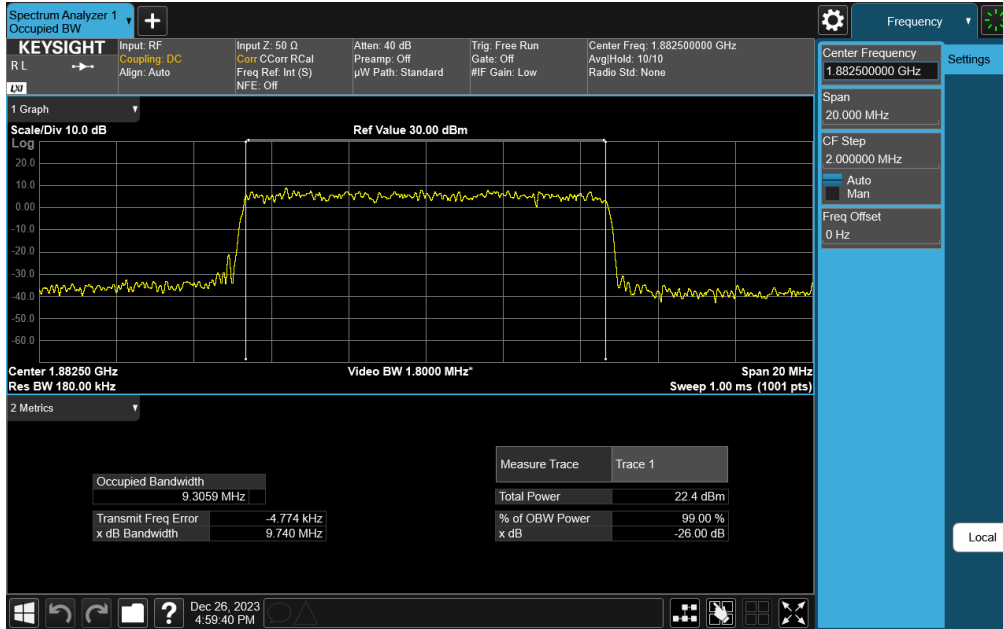 Spectrum Analyzer 1
Occupied BW
Frequency
KEYSIGHT
R L
LXI
Input: RF
Coupling: DC
Align: Auto
Input Z: 50 Ω
Corr CCorr RCal
Freq Ref: Int (S)
NFE: Off
Atten: 40 dB
Preamp: Off
µW Path: Standard
Trig: Free Run
Gate: Off
#IF Gain: Low
Center Freq: 1.882500000 GHz
Avg|Hold: 10/10
Radio Std: None
Center Frequency
1.882500000 GHz
Settings
Span
20.000 MHz
CF Step
2.000000 MHz
Auto
Man
Freq Offset
0 Hz
Local
1 Graph
Scale/Div 10.0 dB
Ref Value 30.00 dBm
Log
20.0
10.0
0.00
-10.0
-20.0
-30.0
-40.0
-50.0
-60.0
Center 1.88250 GHz
Video BW 1.8000 MHz*
Span 20 MHz
Res BW 180.00 kHz
Sweep 1.00 ms (1001 pts)
2 Metrics
Occupied Bandwidth
9.3059 MHz
Transmit Freq Error -4.774 kHz
x dB Bandwidth 9.740 MHz
Measure Trace Trace 1
Total Power 22.4 dBm
% of OBW Power 99.00 %
x dB -26.00 dB
?
Dec 26, 2023
4:59:40 PM